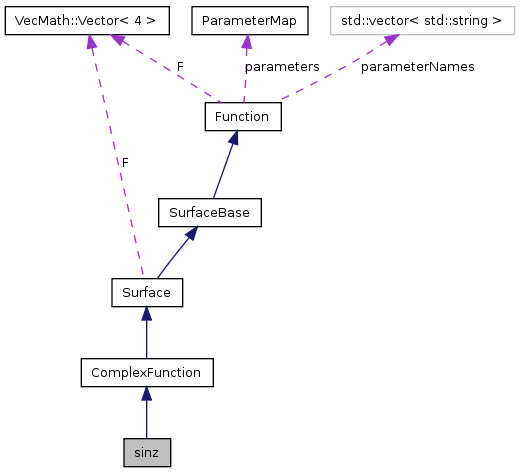 VecMath::Vector< 4 >
ParameterMap
std::vector< std::string >
F
parameters
parameterNames
Function
F
SurfaceBase
Surface
ComplexFunction
sinz